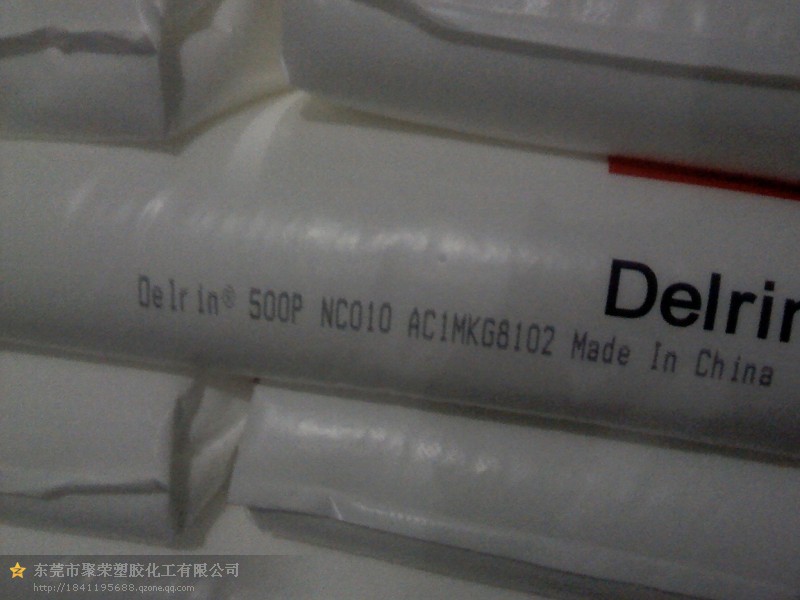 Delrin
Delrin® 500P NC010 AC1MKG8102 Made In China
东莞市聚荣塑胶化工有限公司
http://1841195688.qzone.qq.com